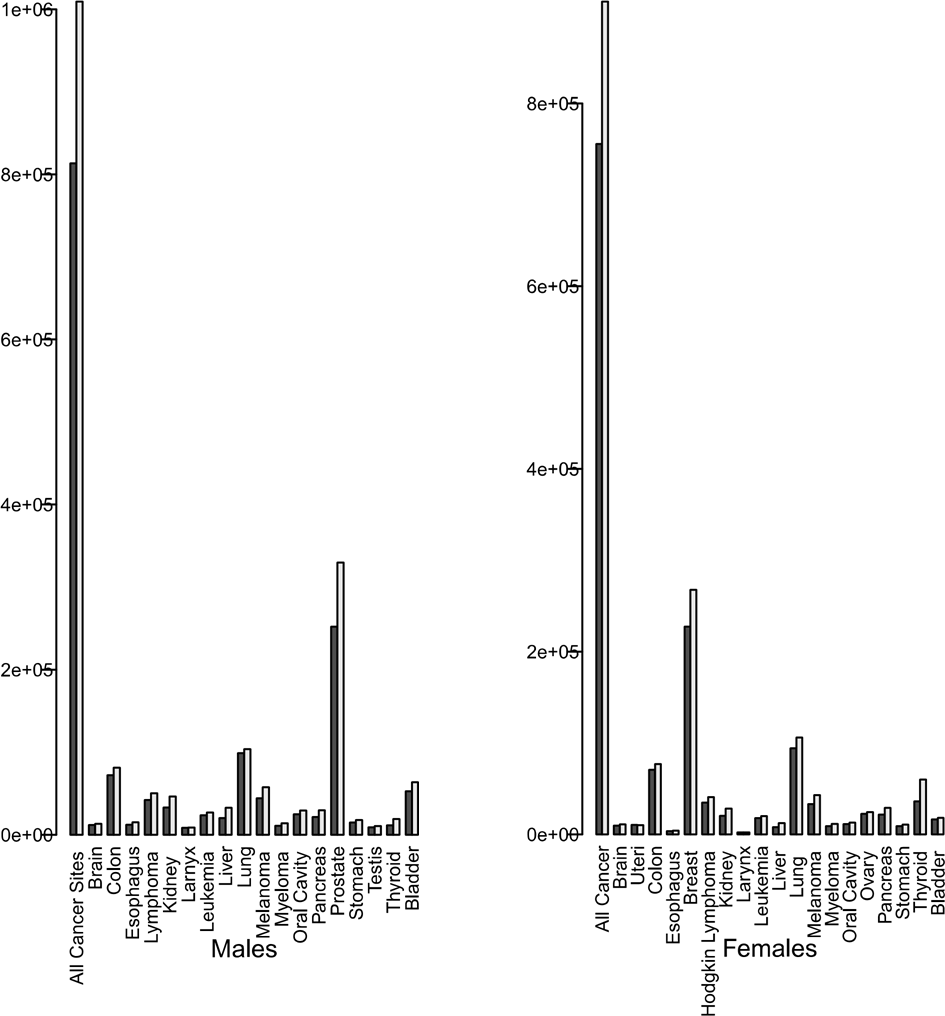 1e+06
8e+05
6e+05
4e+05
2e+05
0e+00
All Cancer Sites
Brain
Colon
Esophagus
Lymphoma
Kidney
Larnyx
Leukemia
Liver
Lung
Melanoma
Myeloma
Oral Cavity
Pancreas
Prostate
Stomach
Testis
Thyroid
Bladder
Males
8e+05
6e+05
4e+05
2e+05
0e+00
All Cancer
Brain
Uteri
Colon
Esophagus
Breast
Hodgkin Lymphoma
Kidney
Larynx
Leukemia
Liver
Lung
Melanoma
Myeloma
Oral Cavity
Ovary
Pancreas
Stomach
Thyroid
Bladder
Females